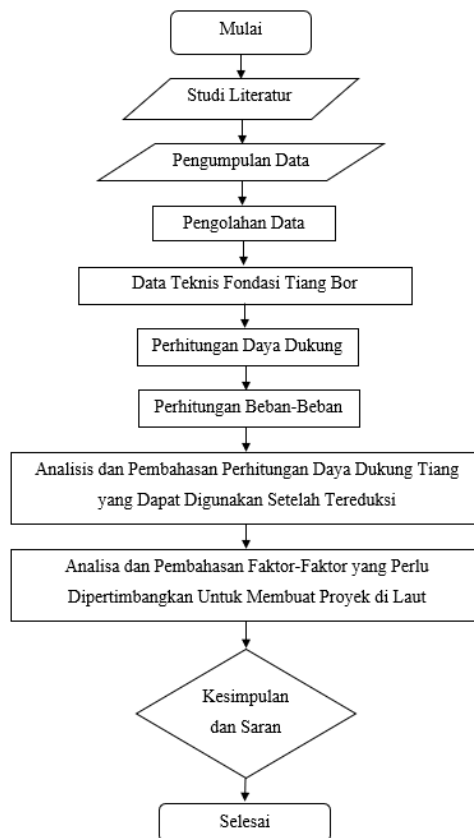 Mulai
Studi Literatur
Pengumpulan Data
Pengolahan Data
Data Teknis Fondasi Tiang Bor
Perhitungan Daya Dukung
Perhitungan Beban-Beban
Analisis dan Pembahasan Perhitungan Daya Dukung Tiang
yang Dapat Digunakan Setelah Tereduksi
Analisa dan Pembahasan Faktor-Faktor yang Perlu
Dipertimbangkan Untuk Membuat Proyek di Laut
Kesimpulan
dan Saran
Selesai